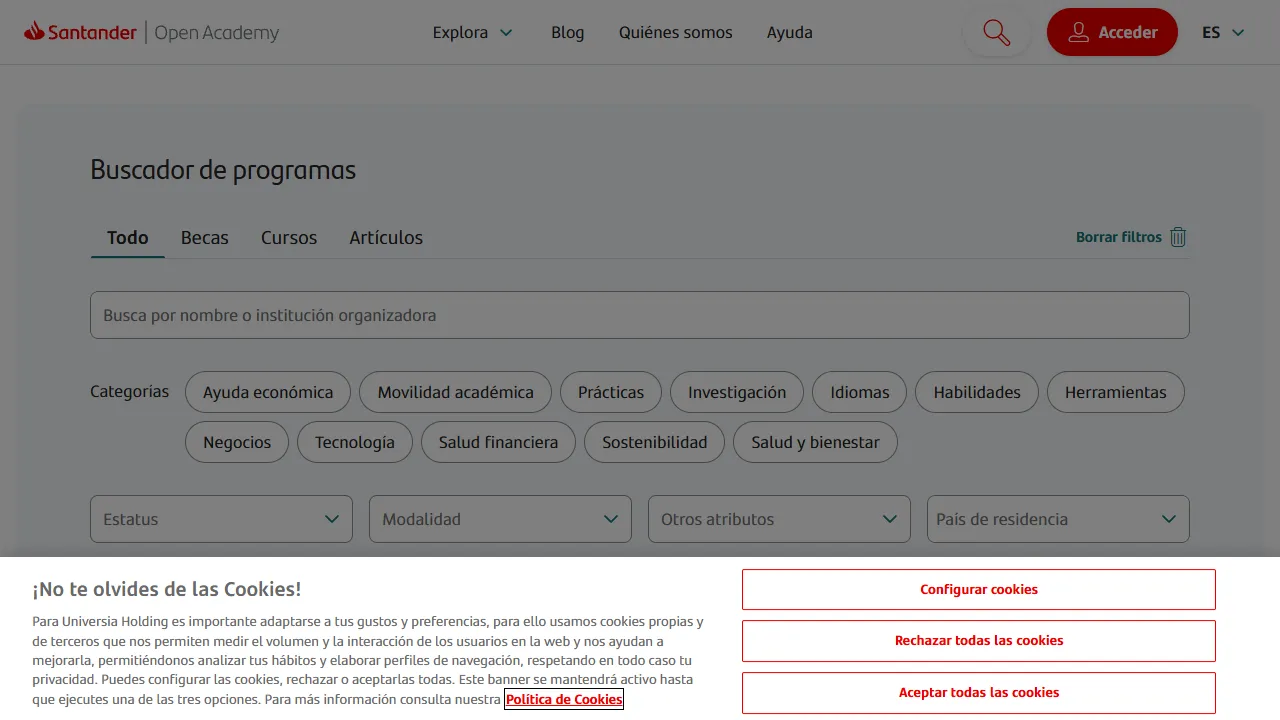 Santander | Open Academy
Explora
Blog
Quiénes somos
Ayuda
Acceder
ES
Buscador de programas
Todo
Becas
Cursos
Artículos
Borrar filtros
Busca por nombre o institución organizadora
Categorías
Ayuda económica
Movilidad académica
Prácticas
Investigación
Idiomas
Habilidades
Herramientas
Negocios
Tecnología
Salud financiera
Sostenibilidad
Salud y bienestar
Estatus
Modalidad
Otros atributos
País de residencia
¡No te olvides de las Cookies!
Para Universia Holding es importante adaptarse a tus gustos y preferencias, para ello usamos cookies propias y
de terceros que nos permiten medir el volumen y la interacción de los usuarios en la web y nos ayudan a
mejorarla, permitiéndonos analizar tus hábitos y elaborar perfiles de navegación, respetando en todo caso tu
privacidad. Puedes configurar las cookies, rechazar o aceptarlas todas. Este banner se mantendrá activo hasta
que ejecutes una de las tres opciones. Para más información consulta nuestra Política de Cookies
Configurar cookies
Rechazar todas las cookies
Aceptar todas las cookies